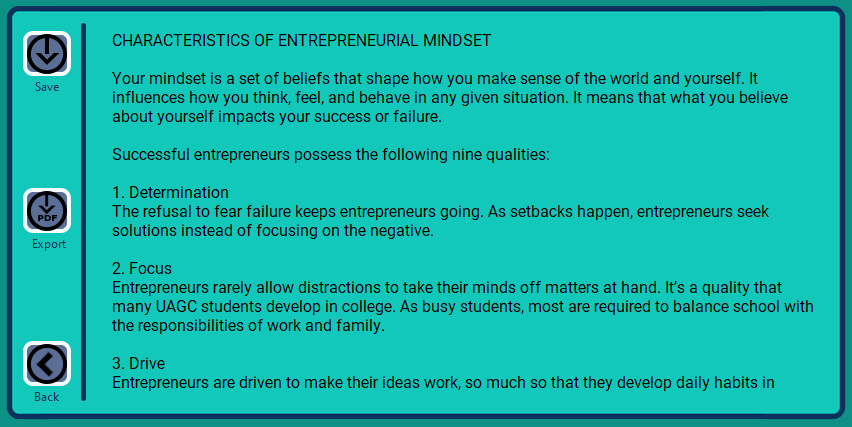 CHARACTERISTICS OF ENTREPRENEURIAL MINDSET
Your mindset is a set of beliefs that shape how you make sense of the world and yourself. It
influences how you think, feel, and behave in any given situation. It means that what you believe
about yourself impacts your success or failure.
Successful entrepreneurs possess the following nine qualities:
1. Determination
The refusal to fear failure keeps entrepreneurs going. As setbacks happen, entrepreneurs seek
solutions instead of focusing on the negative.
2. Focus
Entrepreneurs rarely allow distractions to take their minds off matters at hand. It’s a quality that
many UAGC students develop in college. As busy students, most are required to balance school with
the responsibilities of work and family.
3. Drive
Entrepreneurs are driven to make their ideas work, so much so that they develop daily habits in
Save
PDF
Export
Back